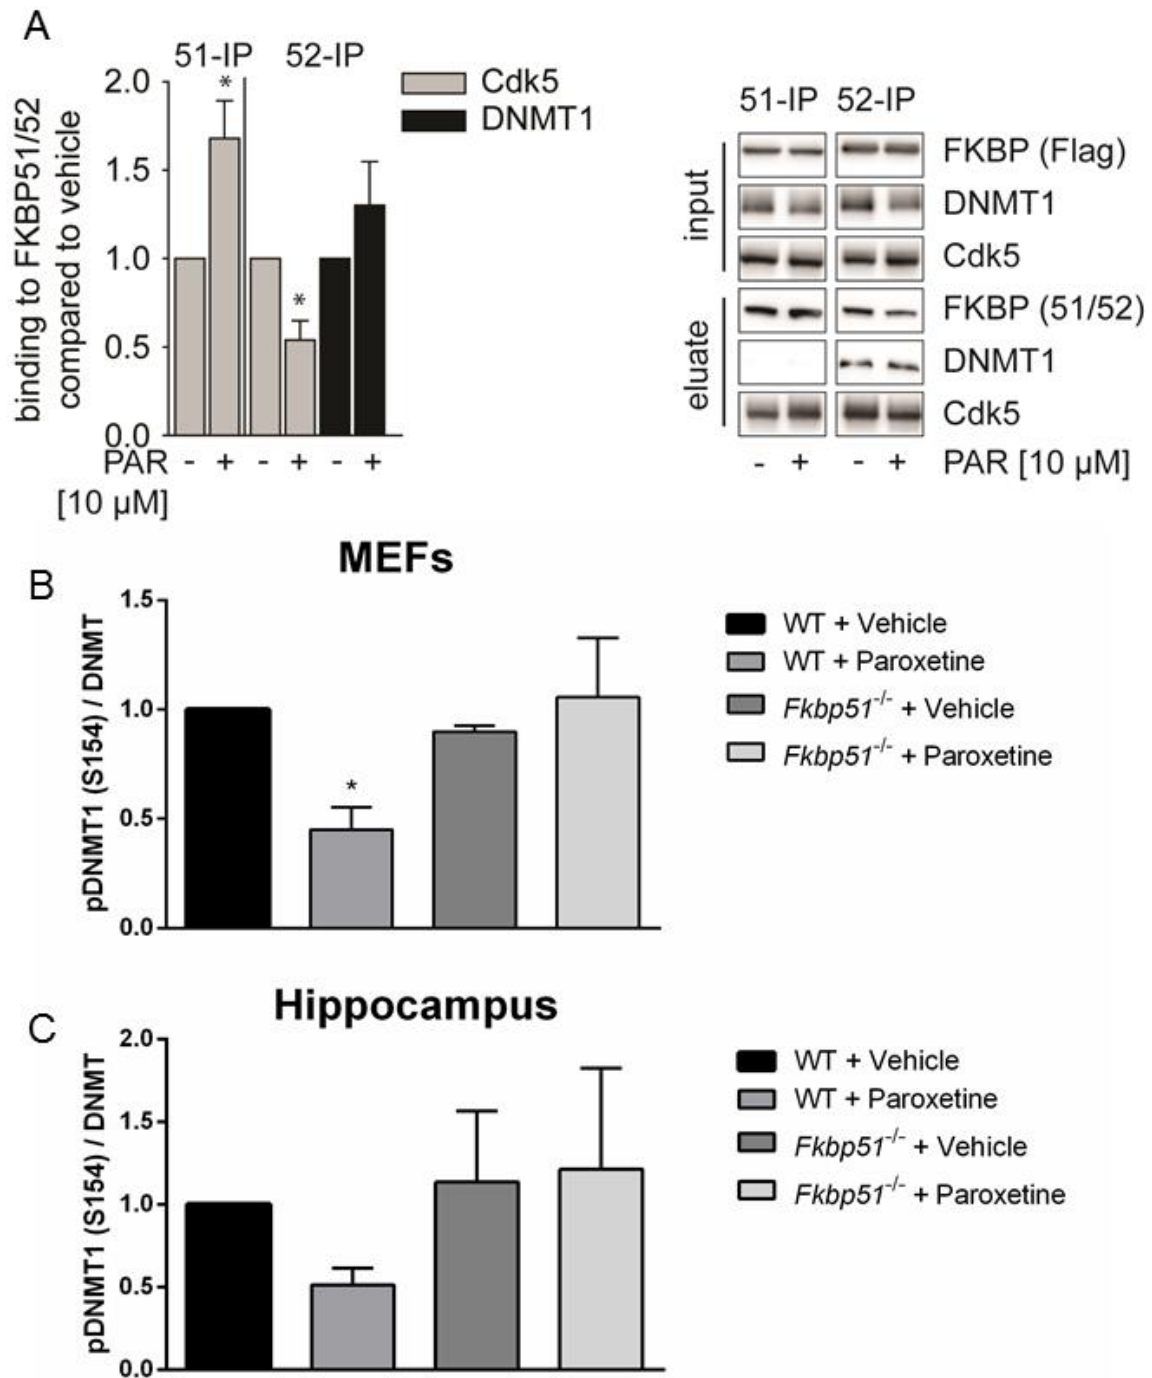 A
51-IP 52-IP
*
*
Cdk5
DNMT1
binding to FKBP51/52
compared to vehicle
2.0
1.5
1.0
0.5
0.0
PAR - + - + - +
[10 µM]
51-IP 52-IP
input
FKBP (Flag)
DNMT1
Cdk5
eluate
FKBP (51/52)
DNMT1
Cdk5
- + - + PAR [10 µM]
B
MEFs
pDNMT1 (S154) / DNMT
1.5
1.0
0.5
0.0
*
WT + Vehicle
WT + Paroxetine
Fkbp51-/- + Vehicle
Fkbp51-/- + Paroxetine
C
Hippocampus
pDNMT1 (S154) / DNMT
2.0
1.5
1.0
0.5
0.0
WT + Vehicle
WT + Paroxetine
Fkbp51-/- + Vehicle
Fkbp51-/- + Paroxetine